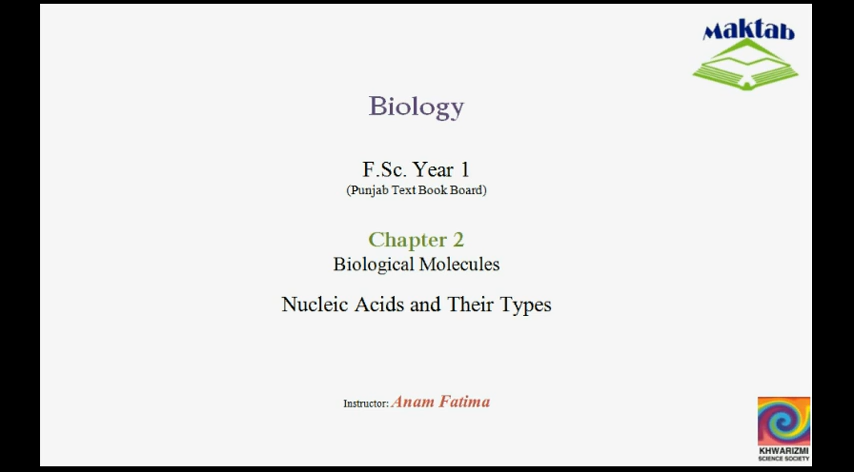 Maktab
Biology
F.Sc. Year 1
(Punjab Text Book Board)
Chapter 2
Biological Molecules
Nucleic Acids and Their Types
Instructor: Anam Fatima
KHWARIZMI
SCIENCE SOCIETY